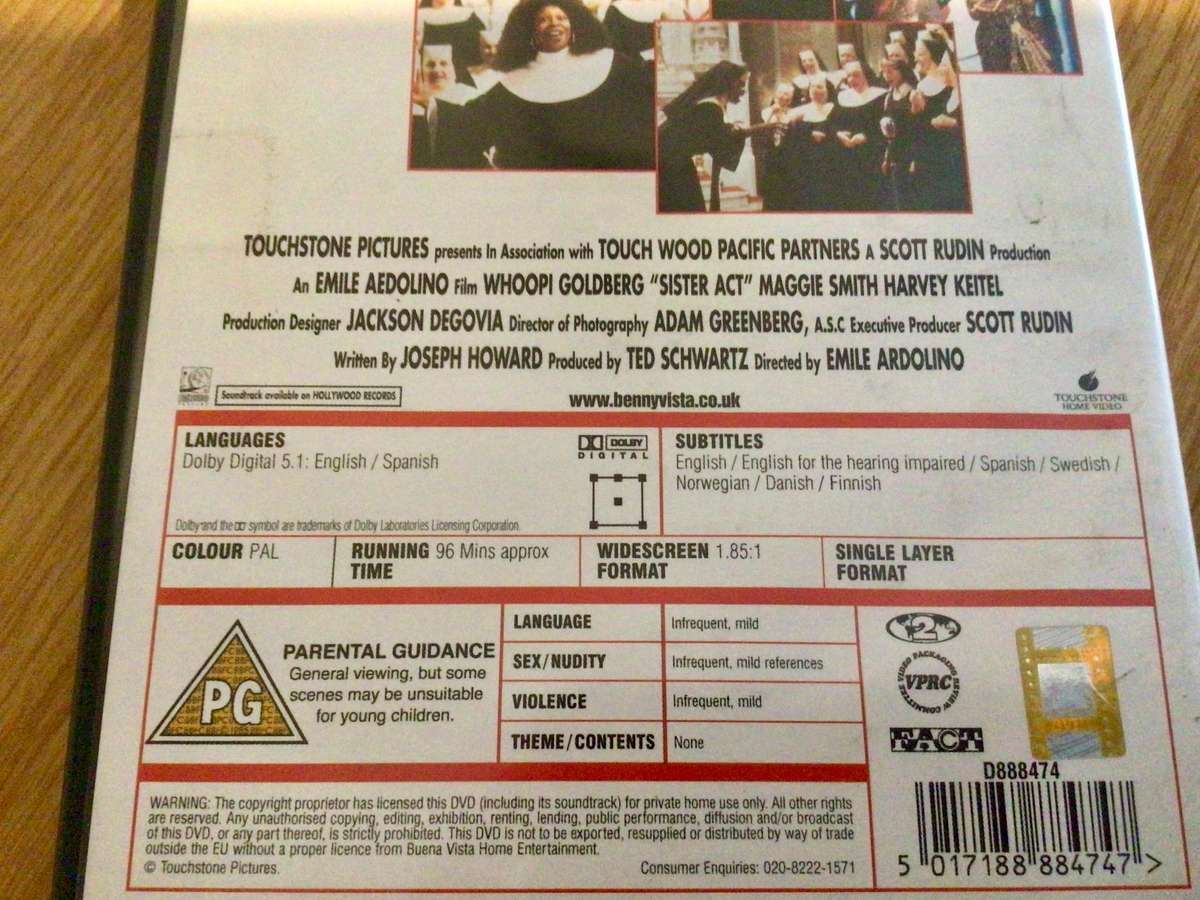 TOUCHSTONE PICTURES presents In Association with TOUCH WOOD PACIFIC PARTNERS A SCOTT RUDIN Production
An EMILE AEDOLINO Film WHOOPI GOLDBERG "SISTER ACT" MAGGIE SMITH HARVEY KEITEL
Production Designer JACKSON DEGOVIA Director of Photography ADAM GREENBERG, A.S.C Executive Producer SCOTT RUDIN
Written By JOSEPH HOWARD Produced by TED SCHWARTZ Directed by EMILE ARDOLINO
Soundtrack available on HOLLYWOOD RECORDS
www.bennyvista.co.uk
TOUCHSTONE
HOME VIDEO
LANGUAGES
Dolby Digital 5.1: English / Spanish
DOLBY
DIGITAL
Dolby and the symbol are trademarks of Dolby Laboratories Licensing Corporation.
SUBTITLES
English / English for the hearing impaired / Spanish / Swedish /
Norwegian / Danish / Finnish
COLOUR PAL
RUNNING 96 Mins approx
TIME
WIDESCREEN 1.85:1
FORMAT
SINGLE LAYER
FORMAT
PG
PARENTAL GUIDANCE
General viewing, but some
scenes may be unsuitable
for young children.
LANGUAGE Infrequent, mild
SEX/NUDITY Infrequent, mild references
VIOLENCE Infrequent, mild
THEME/CONTENTS None
2
VIDEO PACKAGING REVIEW COMMITTEE
VPRC
FACT
D888474
WARNING: The copyright proprietor has licensed this DVD (including its soundtrack) for private home use only. All other rights
are reserved. Any unauthorised copying, editing, exhibition, renting, lending, public performance, diffusion and/or broadcast
of this DVD, or any part thereof, is strictly prohibited. This DVD is not to be exported, resupplied or distributed by way of trade
outside the EU without a proper licence from Buena Vista Home Entertainment.
© Touchstone Pictures.
Consumer Enquiries: 020-8222-1571
5 017188 884747 >